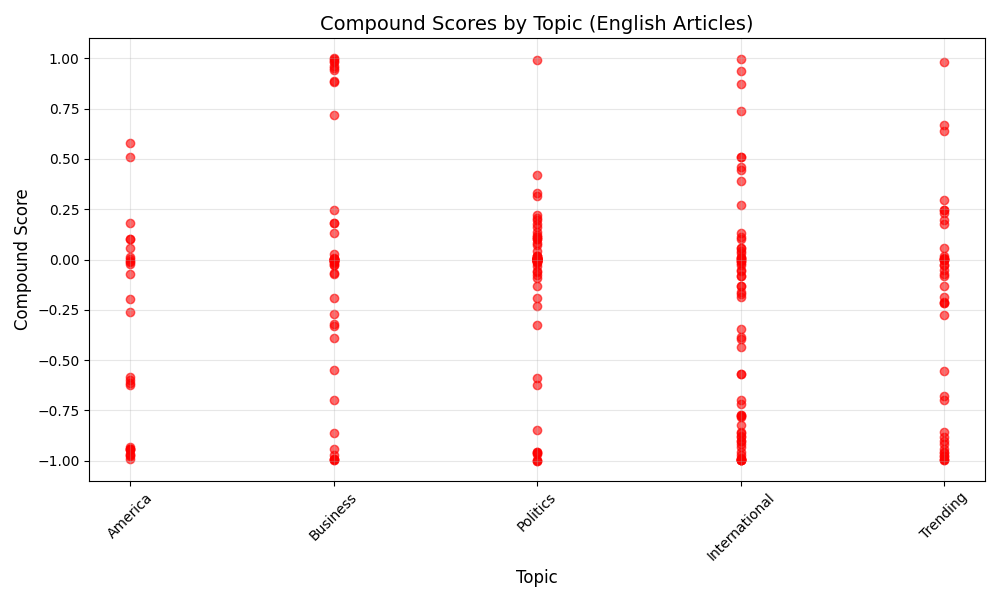 Compound Scores by Topic (English Articles)
Compound Score
1.00
0.75
0.50
0.25
0.00
−0.25
−0.50
−0.75
−1.00
America
Business
Politics
International
Trending
Topic